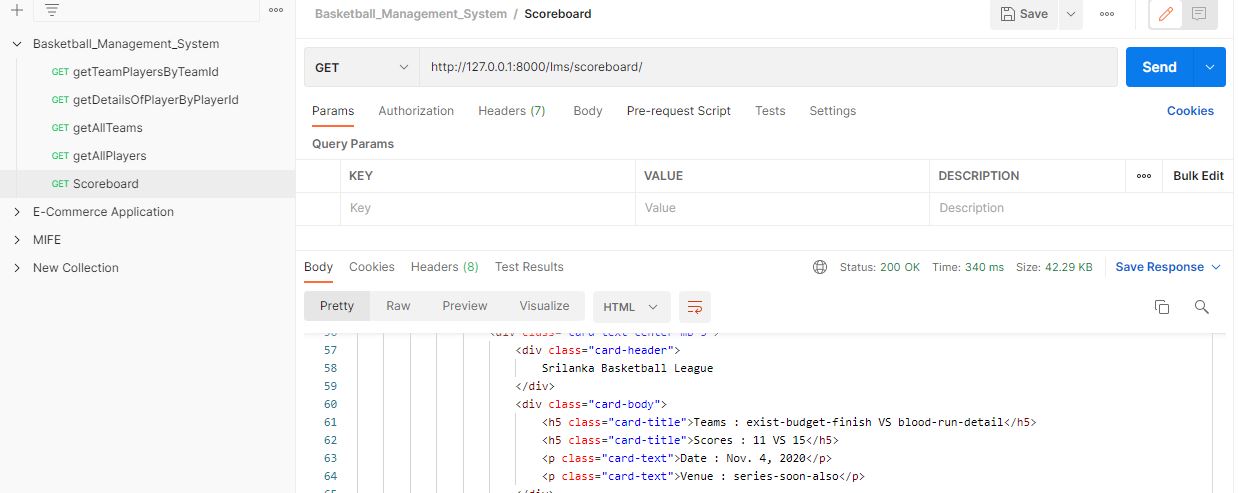 Basketball_Management_System / Scoreboard
Save
Basketball_Management_System
GET getTeamPlayersByTeamId
GET getDetailsOfPlayerByPlayerId
GET getAllTeams
GET getAllPlayers
GET Scoreboard
E-Commerce Application
MIFE
New Collection
GET http://127.0.0.1:8000/lms/scoreboard/ Send
Params Authorization Headers (7) Body Pre-request Script Tests Settings Cookies
Query Params
KEY VALUE DESCRIPTION Bulk Edit
Key Value Description
Body Cookies Headers (8) Test Results Status: 200 OK Time: 340 ms Size: 42.29 KB Save Response
Pretty Raw Preview Visualize HTML
57 <div class="card-header">
58 Srilanka Basketball League
59 </div>
60 <div class="card-body">
61 <h5 class="card-title">Teams : exist-budget-finish VS blood-run-detail</h5>
62 <h5 class="card-title">Scores : 11 VS 15</h5>
63 <p class="card-text">Date : Nov. 4, 2020</p>
64 <p class="card-text">Venue : series-soon-also</p>